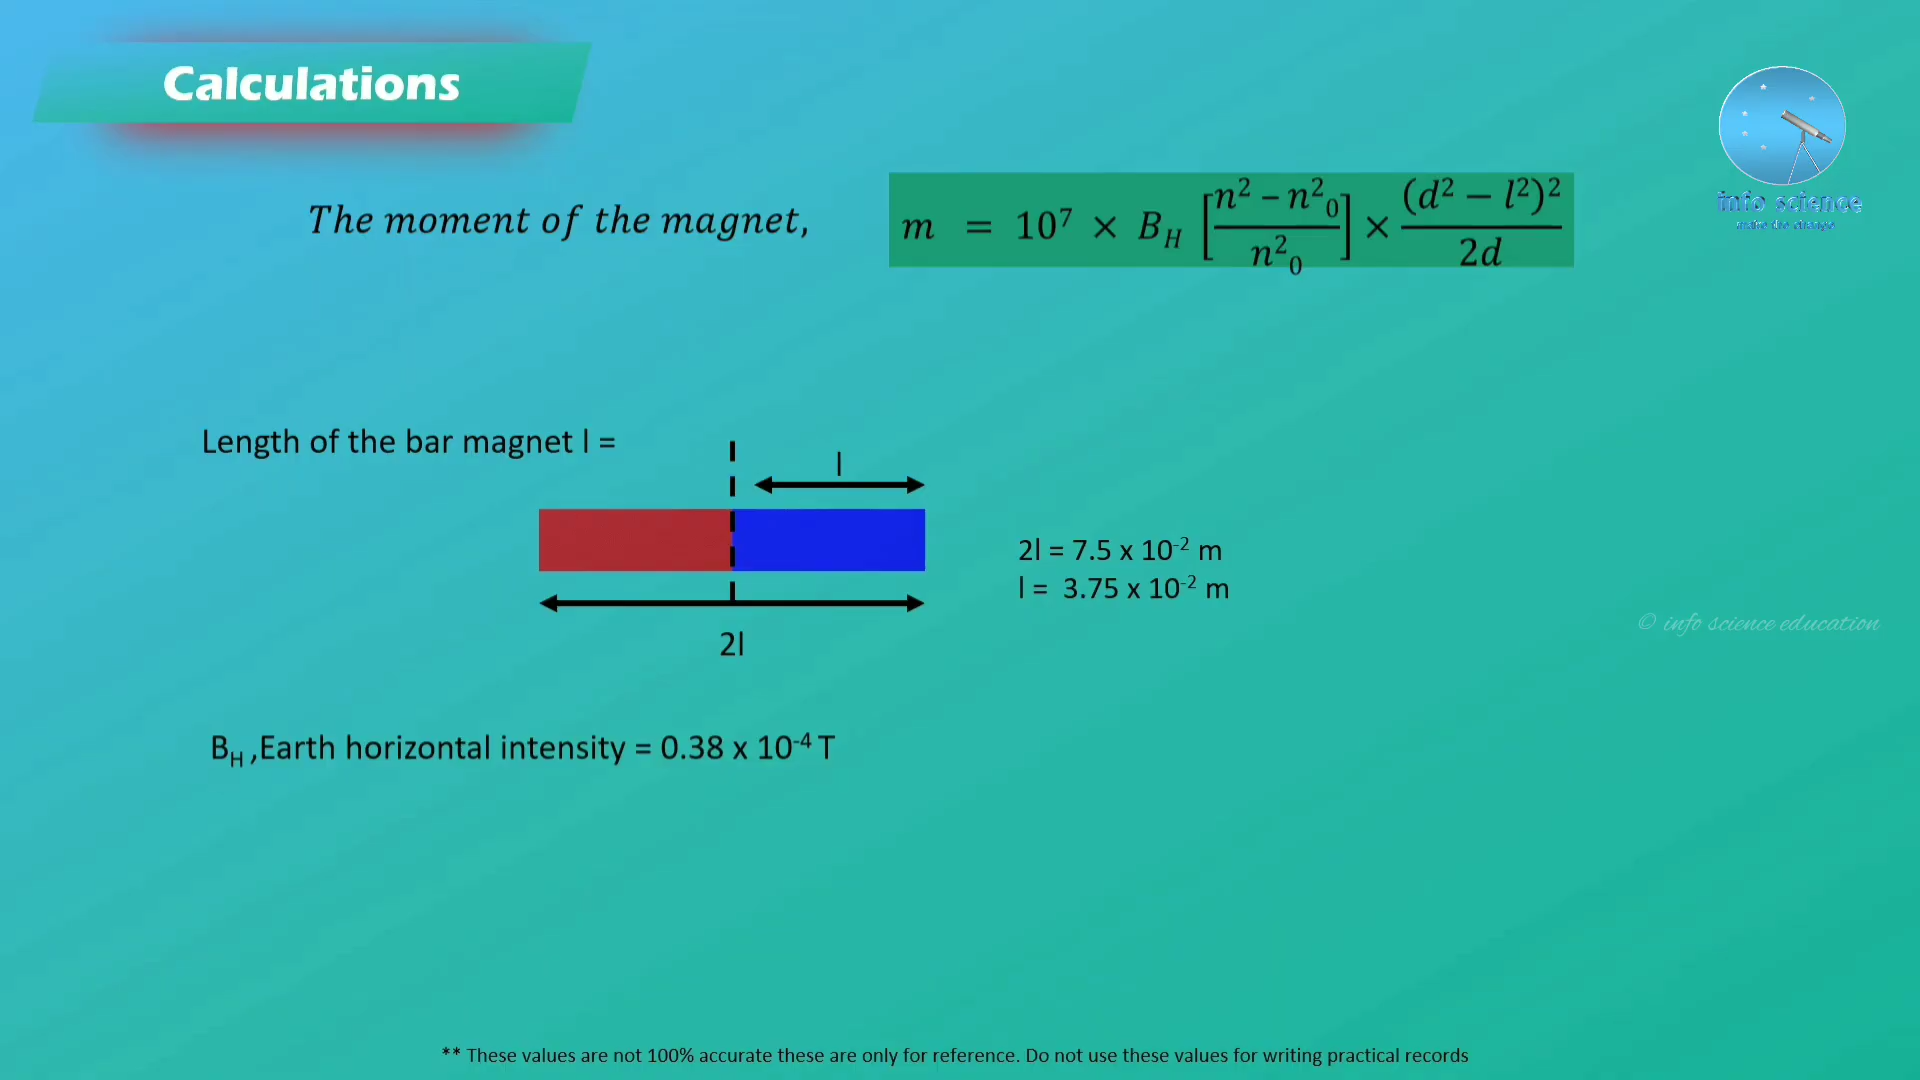 Calculations
The moment of the magnet,
m = 10⁷ × B_H [n² – n²₀ / n²₀] × (d² − l²)² / 2d
info science
make the change
Length of the bar magnet l =
l
2l = 7.5 x 10⁻² m
l = 3.75 x 10⁻² m
© info science education
2l
B_H ,Earth horizontal intensity = 0.38 x 10⁻⁴ T
** These values are not 100% accurate these are only for reference. Do not use these values for writing practical records